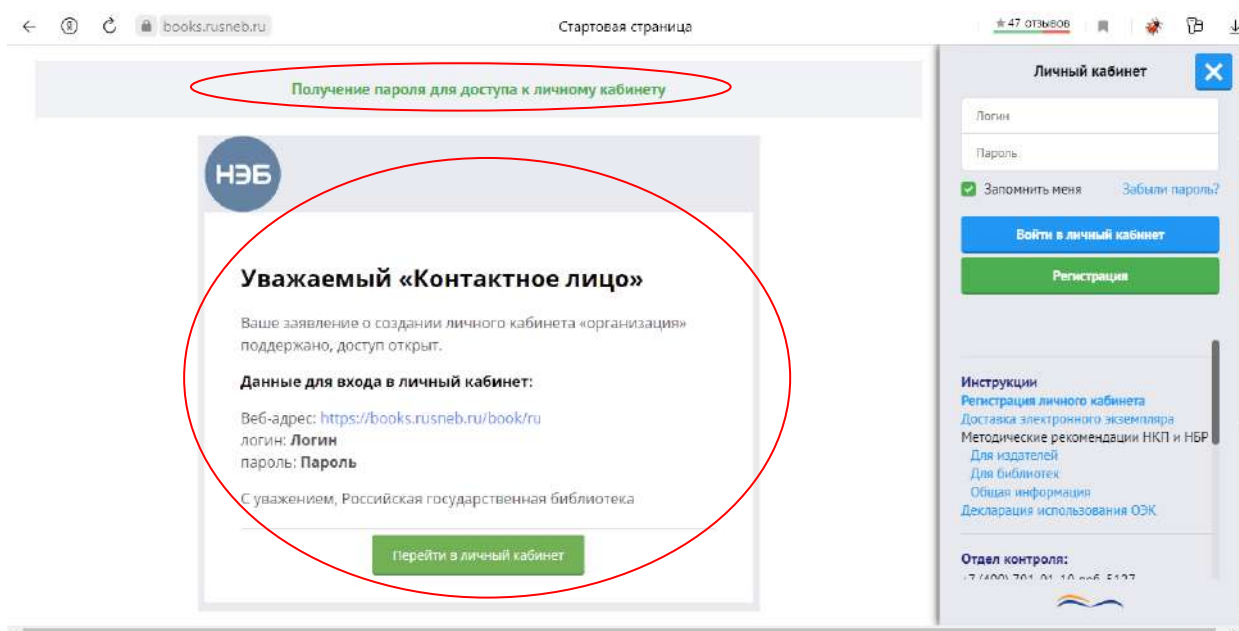 books.rusneb.ru
Стартовая страница
47 отзывов
Получение пароля для доступа к личному кабинету
НЭБ
Уважаемый «Контактное лицо»
Ваше заявление о создании личного кабинета «организация»
поддержано, доступ открыт.
Данные для входа в личный кабинет:
Веб-адрес: https://books.rusneb.ru/book/ru
логин: Логин
пароль: Пароль
С уважением, Российская государственная библиотека
Перейти в личный кабинет
Личный кабинет
Логин
Пароль
Запомнить меня
Забыли пароль?
Войти в личный кабинет
Регистрация
Инструкции
Регистрация личного кабинета
Доставка электронного экземпляра
Методические рекомендации НКП и НБР
Для издателей
Для библиотек
Общая информация
Декларация использования ОЭК
Отдел контроля: